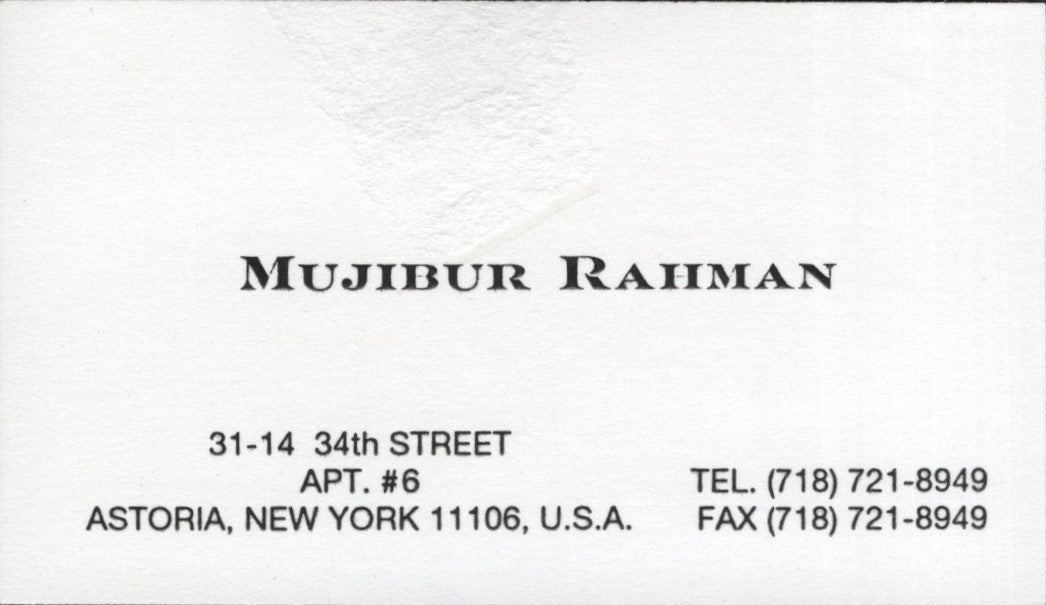 MUJIBUR RAHMAN
31-14 34th STREET
APT. #6
ASTORIA, NEW YORK 11106, U.S.A.
TEL. (718) 721-8949
FAX (718) 721-8949